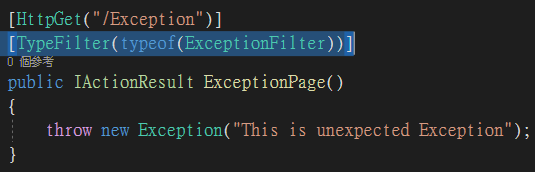 [HttpGet("/Exception")]
[TypeFilter(typeof(ExceptionFilter))]
0 個參考
public IActionResult ExceptionPage()
{
throw new Exception("This is unexpected Exception");
}